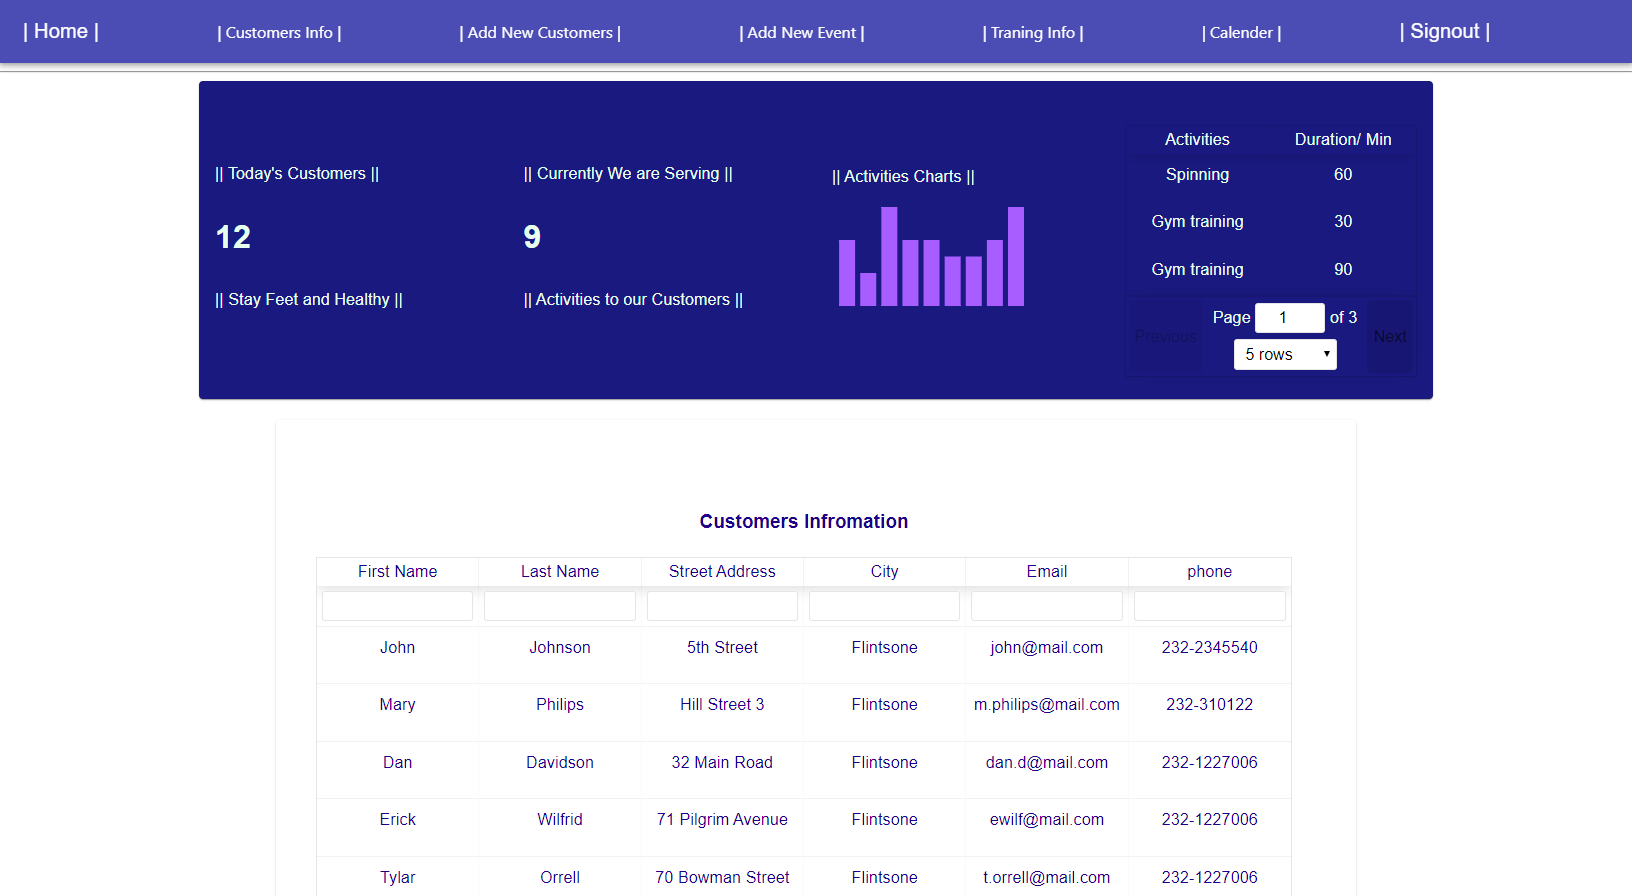 | Home | | Customers Info | | Add New Customers | | Add New Event | | Traning Info | | Calender | | Signout |
|| Today's Customers ||
12
|| Stay Feet and Healthy ||
|| Currently We are Serving ||
9
|| Activities to our Customers ||
|| Activities Charts ||
Activities Duration/ Min
Spinning 60
Gym training 30
Gym training 90
Previous Page 1 of 3 Next
5 rows
Customers Infromation
First Name Last Name Street Address City Email phone
John Johnson 5th Street Flintsone john@mail.com 232-2345540
Mary Philips Hill Street 3 Flintsone m.philips@mail.com 232-310122
Dan Davidson 32 Main Road Flintsone dan.d@mail.com 232-1227006
Erick Wilfrid 71 Pilgrim Avenue Flintsone ewilf@mail.com 232-1227006
Tylar Orrell 70 Bowman Street Flintsone t.orrell@mail.com 232-1227006